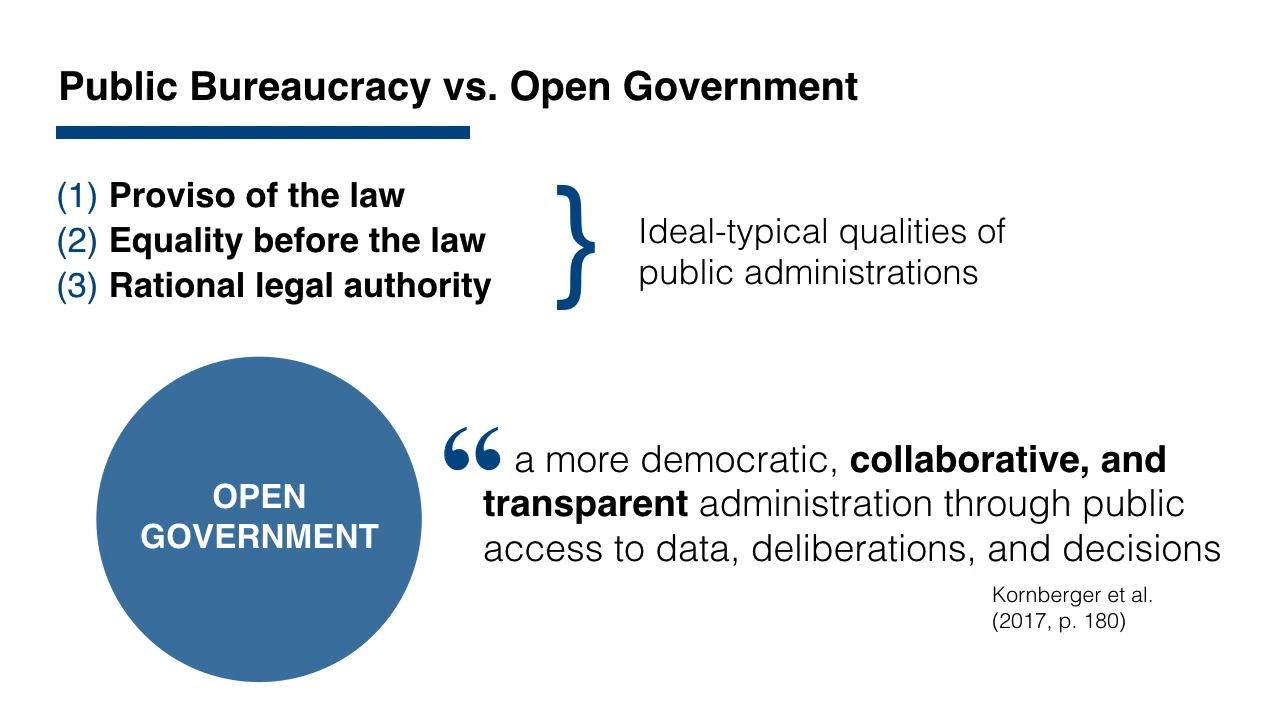 Public Bureaucracy vs. Open Government
(1) Proviso of the law
(2) Equality before the law
(3) Rational legal authority
}
Ideal-typical qualities of
public administrations
OPEN
GOVERNMENT
“ a more democratic, collaborative, and
transparent administration through public
access to data, deliberations, and decisions
Kornberger et al.
(2017, p. 180)